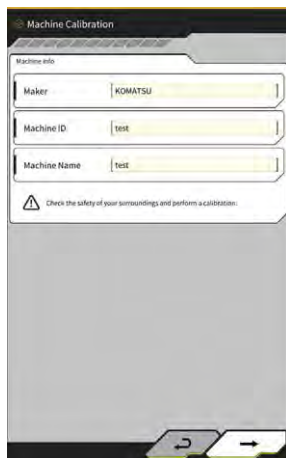 Machine Calibration
Machine Info
Maker
KOMATSU
Machine ID
test
Machine Name
test
Check the safety of your surroundings and perform a calibration.